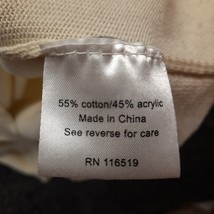 55% cotton/45% acrylic
Made in China
See reverse for care
RN 116519